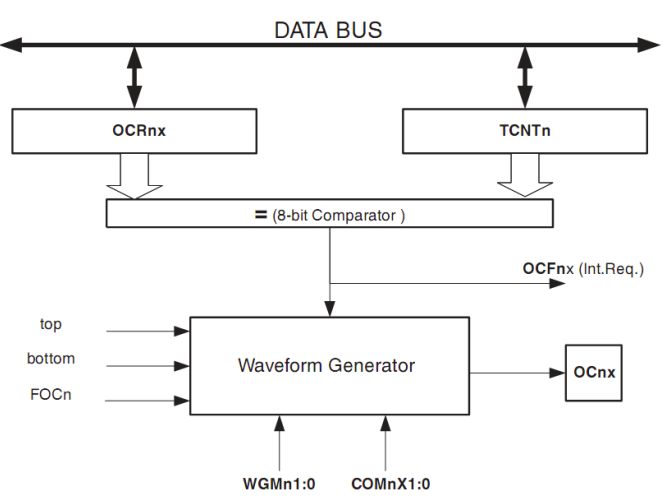 DATA BUS
OCRnx
TCNTn
= (8-bit Comparator )
OCFnx (Int.Req.)
top
bottom
FOCn
Waveform Generator
OCnx
WGMn1:0
COMnX1:0